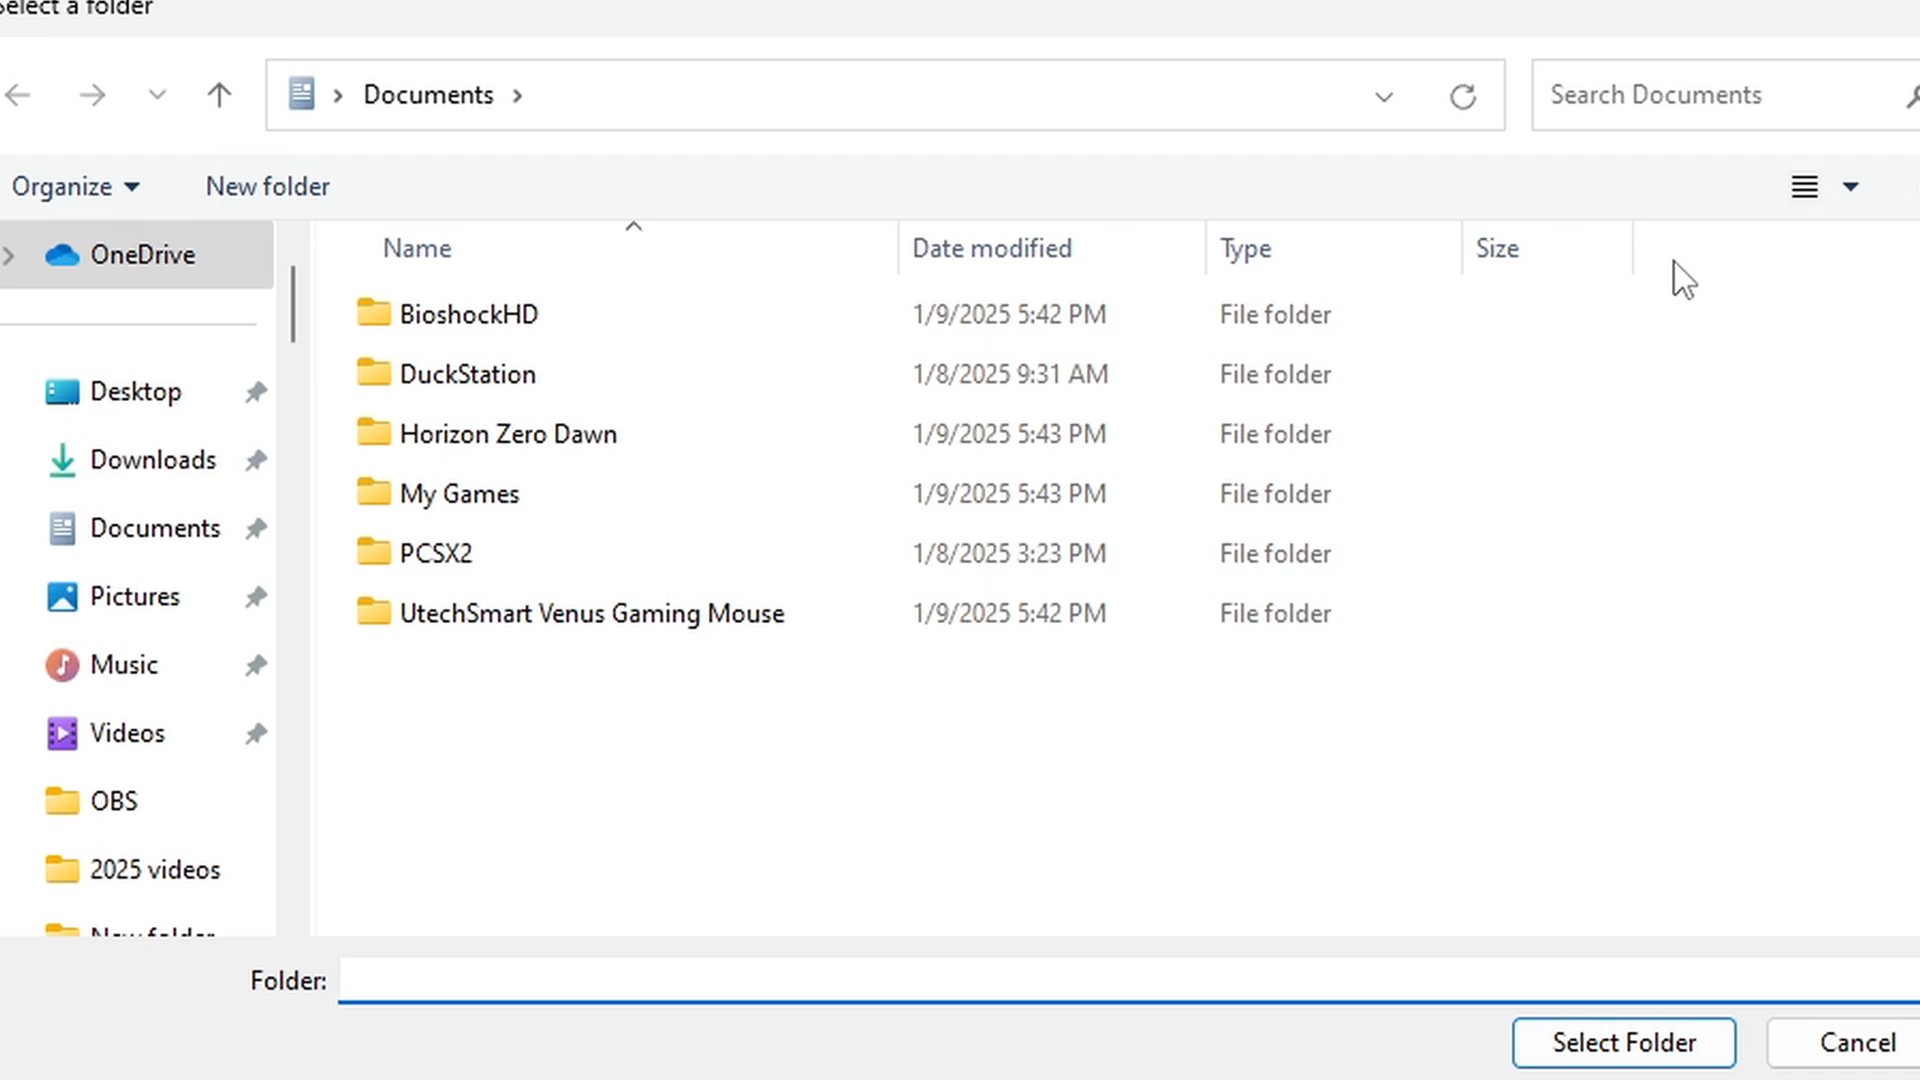 Select a folder
Documents
Search Documents
Organize
New folder
OneDrive
Desktop
Downloads
Documents
Pictures
Music
Videos
OBS
2025 videos
New folder
Name
Date modified
Type
Size
BioshockHD 1/9/2025 5:42 PM File folder
DuckStation 1/8/2025 9:31 AM File folder
Horizon Zero Dawn 1/9/2025 5:43 PM File folder
My Games 1/9/2025 5:43 PM File folder
PCSX2 1/8/2025 3:23 PM File folder
UtechSmart Venus Gaming Mouse 1/9/2025 5:42 PM File folder
Folder:
Select Folder
Cancel